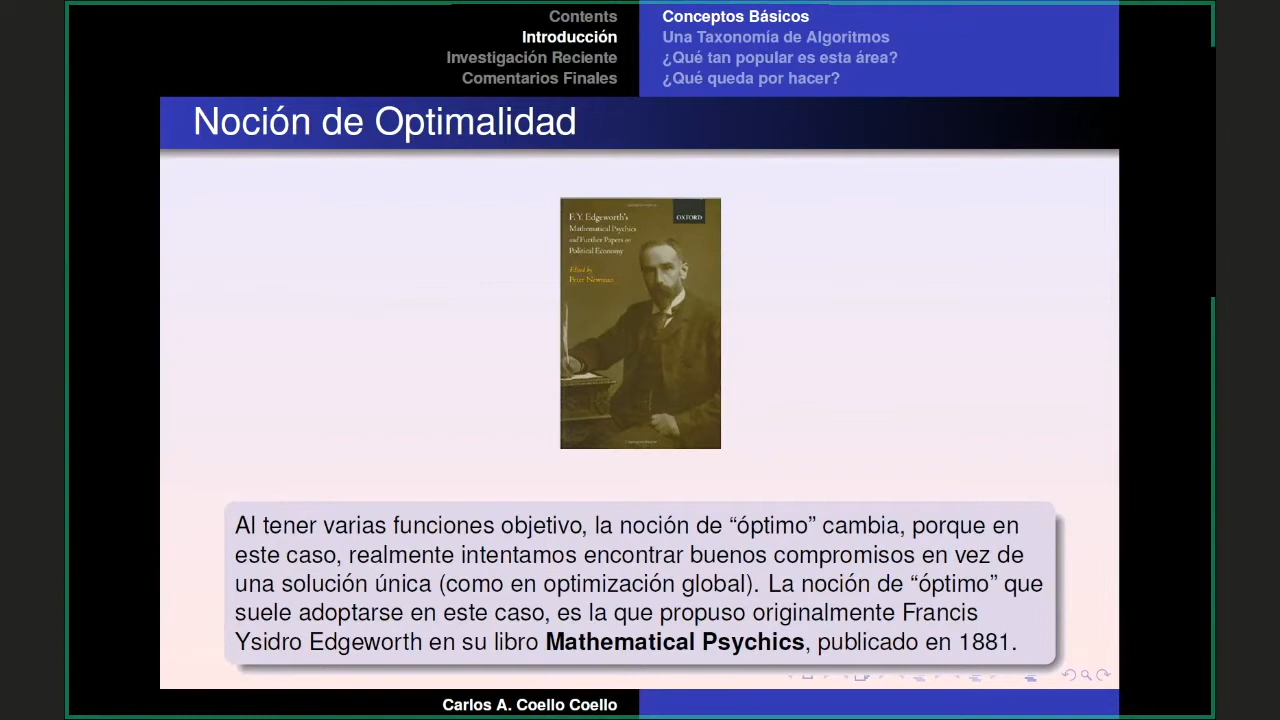 Contents
Introducción
Investigación Reciente
Comentarios Finales
Conceptos Básicos
Una Taxonomía de Algoritmos
¿Qué tan popular es esta área?
¿Qué queda por hacer?
Noción de Optimalidad
F. Y. Edgeworth's
Mathematical Psychics
and Further Papers on
Political Economy
Edited by
Peter Newman
OXFORD
Al tener varias funciones objetivo, la noción de “óptimo” cambia, porque en
este caso, realmente intentamos encontrar buenos compromisos en vez de
una solución única (como en optimización global). La noción de “óptimo” que
suele adoptarse en este caso, es la que propuso originalmente Francis
Ysidro Edgeworth en su libro Mathematical Psychics, publicado en 1881.
Carlos A. Coello Coello